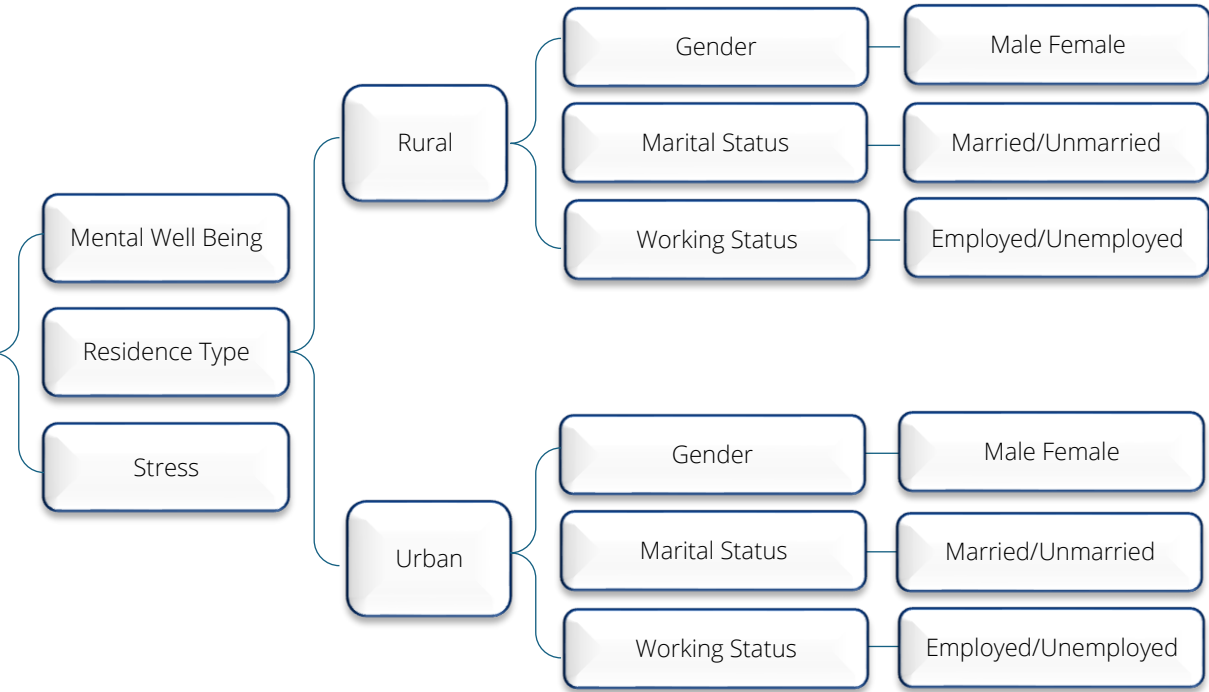 Mental Well Being
Residence Type
Stress
Rural
Gender
Male Female
Marital Status
Married/Unmarried
Working Status
Employed/Unemployed
Urban
Gender
Male Female
Marital Status
Married/Unmarried
Working Status
Employed/Unemployed